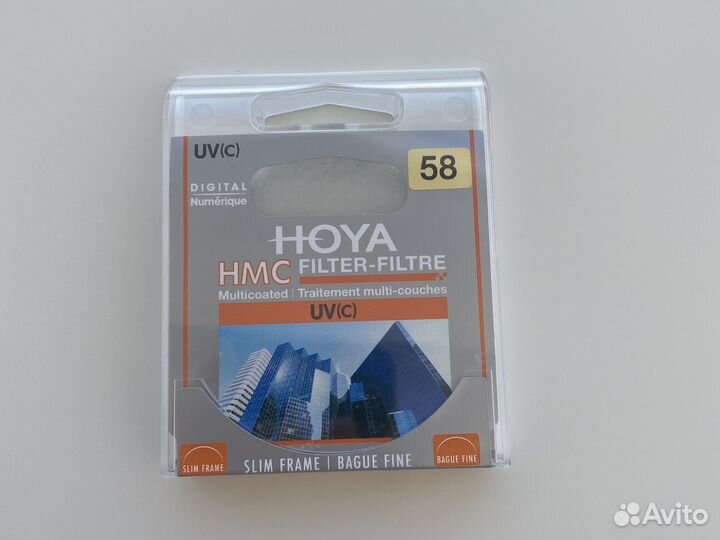 UV(C)
58
DIGITAL
Numérique
HOYA
HMC FILTER-FILTRE
Multicoated | Traitement multi-couches
UV(C)
SLIM FRAME
SLIM FRAME | BAGUE FINE
BAGUE FINE
Avito